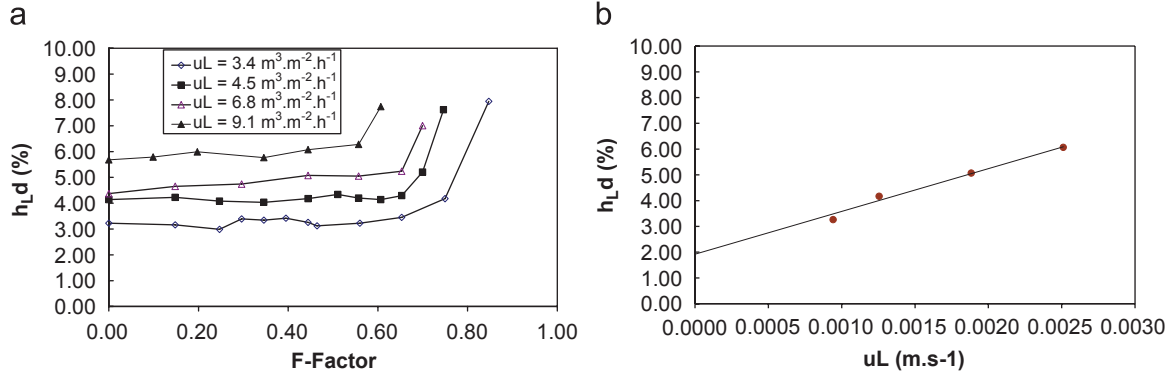 a
10.00
9.00
8.00
7.00
6.00
5.00
4.00
3.00
2.00
1.00
0.00
h_Ld (%)
uL = 3.4 m³.m⁻².h⁻¹
uL = 4.5 m³.m⁻².h⁻¹
uL = 6.8 m³.m⁻².h⁻¹
uL = 9.1 m³.m⁻².h⁻¹
0.00 0.20 0.40 0.60 0.80 1.00
F-Factor
b
10.00
9.00
8.00
7.00
6.00
5.00
4.00
3.00
2.00
1.00
0.00
h_Ld (%)
0.0000 0.0005 0.0010 0.0015 0.0020 0.0025 0.0030
uL (m.s-1)